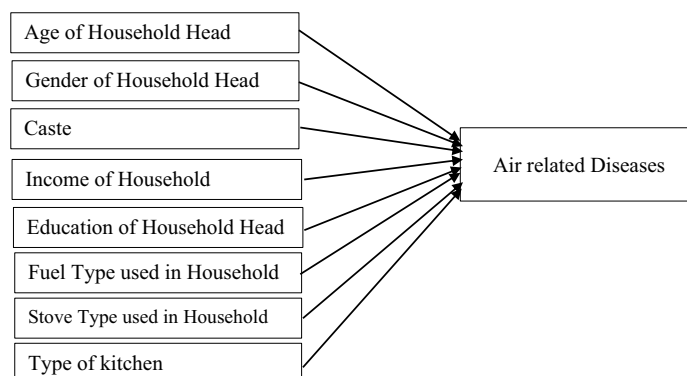 Age of Household Head
Gender of Household Head
Caste
Income of Household
Education of Household Head
Fuel Type used in Household
Stove Type used in Household
Type of kitchen
Air related Diseases